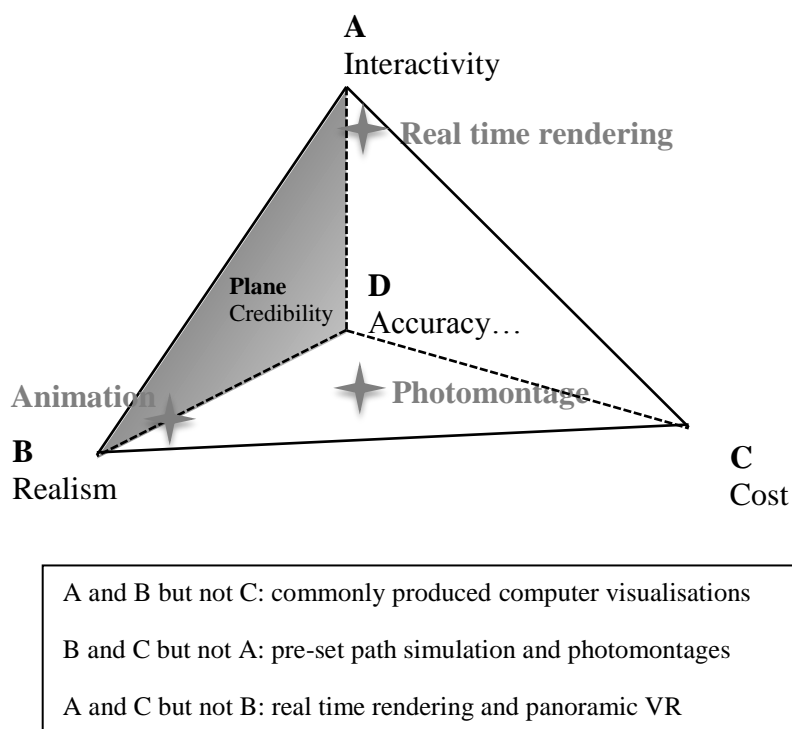 A
Interactivity
Real time rendering
Plane
Credibility
D
Accuracy…
Animation
Photomontage
B
Realism
C
Cost
A and B but not C: commonly produced computer visualisations
B and C but not A: pre-set path simulation and photomontages
A and C but not B: real time rendering and panoramic VR